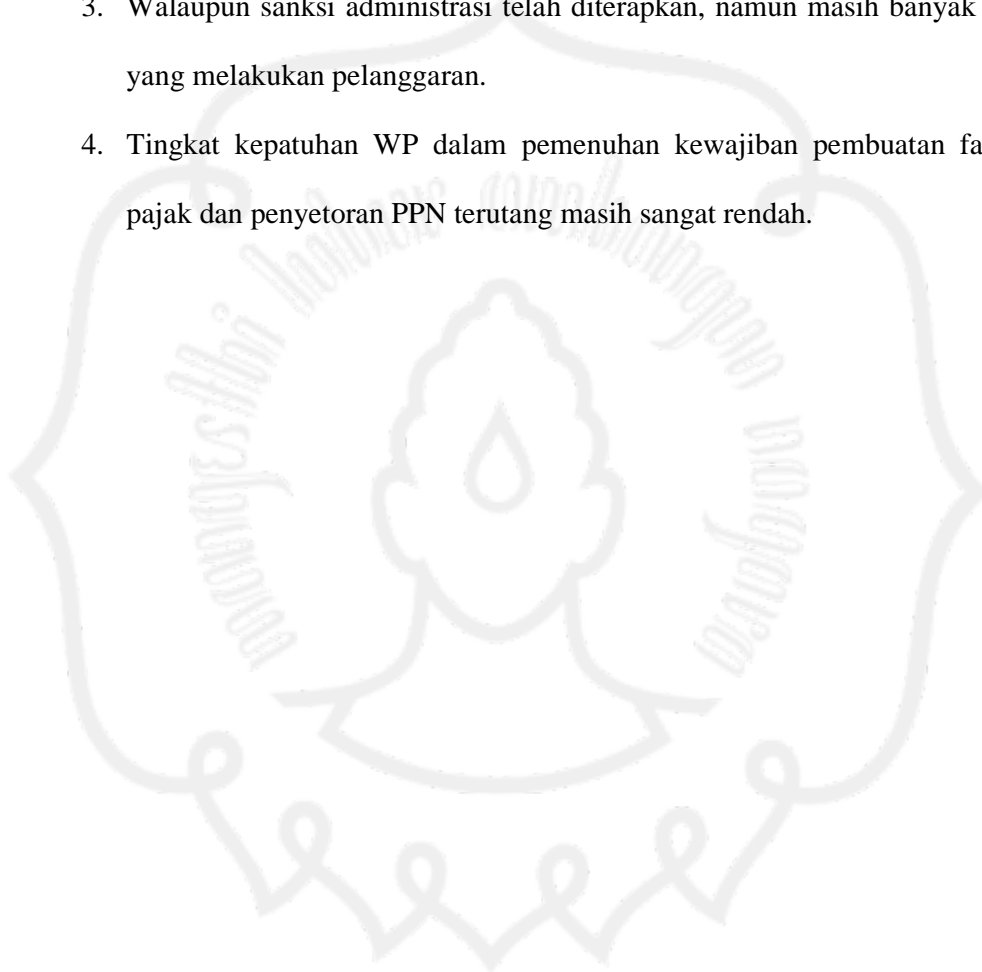 3. Walaupun sanksi administrasi telah diterapkan, namun masih banyak
yang melakukan pelanggaran.
4. Tingkat kepatuhan WP dalam pemenuhan kewajiban pembuatan fa
pajak dan penyetoran PPN terutang masih sangat rendah.